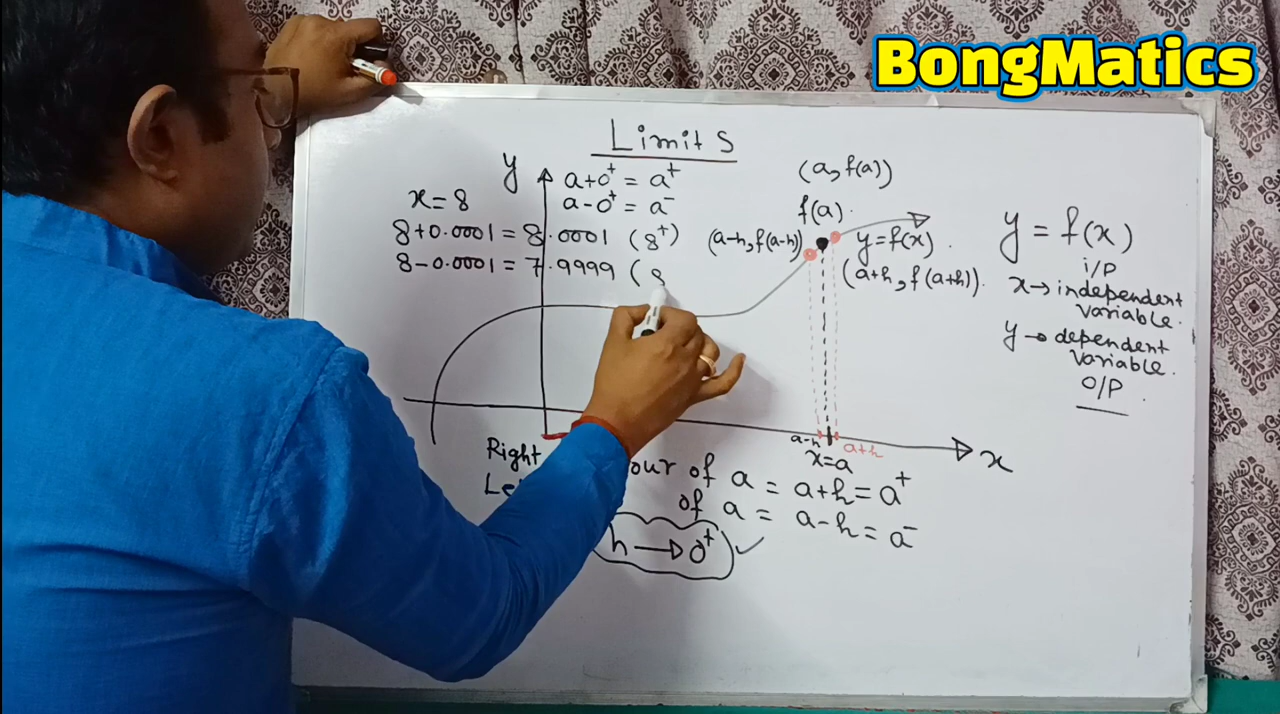 BongMatics
Limits
y
a+0⁺ = a⁺
a-0⁺ = a⁻
x=8
8+0.0001 = 8.0001 (8⁺)
8-0.0001 = 7.9999 (8
(a, f(a))
f(a).
(a-h, f(a-h))
y=f(x)
(a+h, f(a+h)).
y = f(x)
i/P
x→ independent
variable.
y→ dependent
variable.
O/P
a-h
a+h
x=a
x
Right our of a = a+h = a⁺
of a = a-h = a⁻
h → 0⁺ ✓